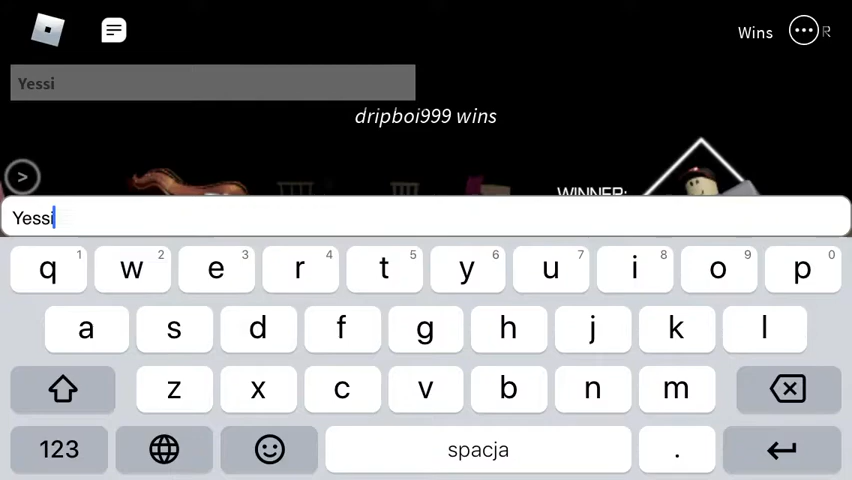 Wins R
Yessi
dripboi999 wins
>
WINNER:
Yessi
q 1 w 2 e 3 r 4 t 5 y 6 u 7 i 8 o 9 p 0
a s d f g h j k l
z x c v b n m
123 spacja .